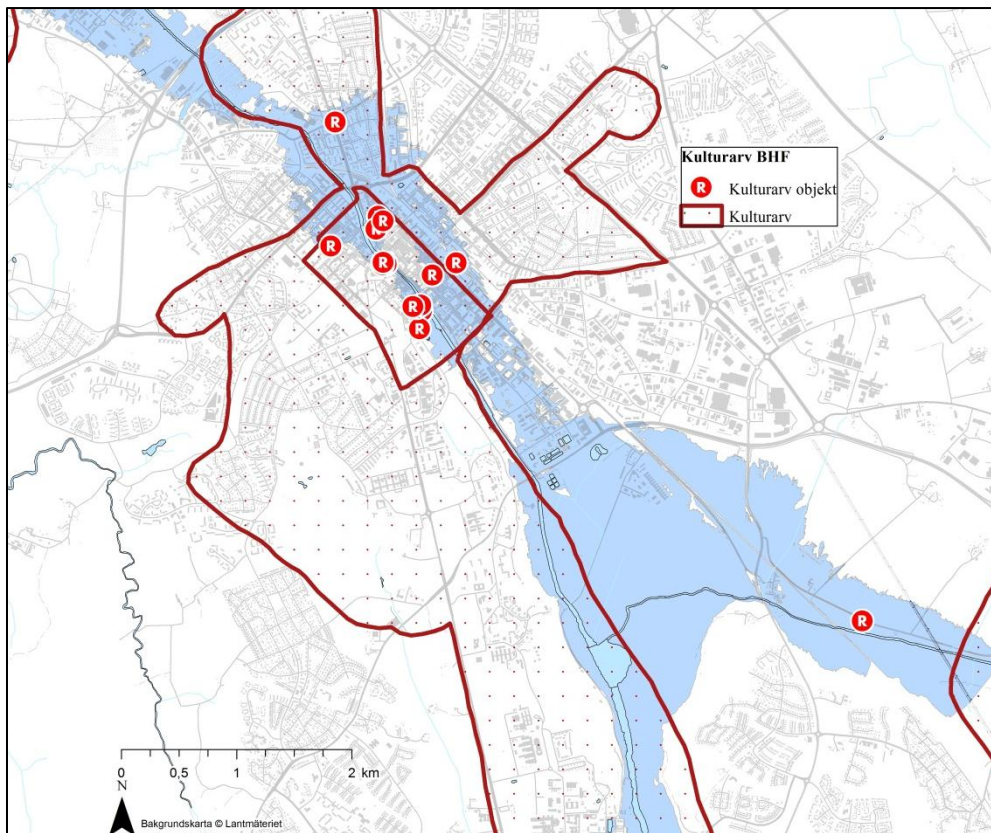 Kulturarv BHF
R Kulturarv objekt
Kulturarv
R
R
R
R
R
R
R
R
R
R
0 0,5 1 2 km
N
Bakgrundskarta © Lantmäteriet